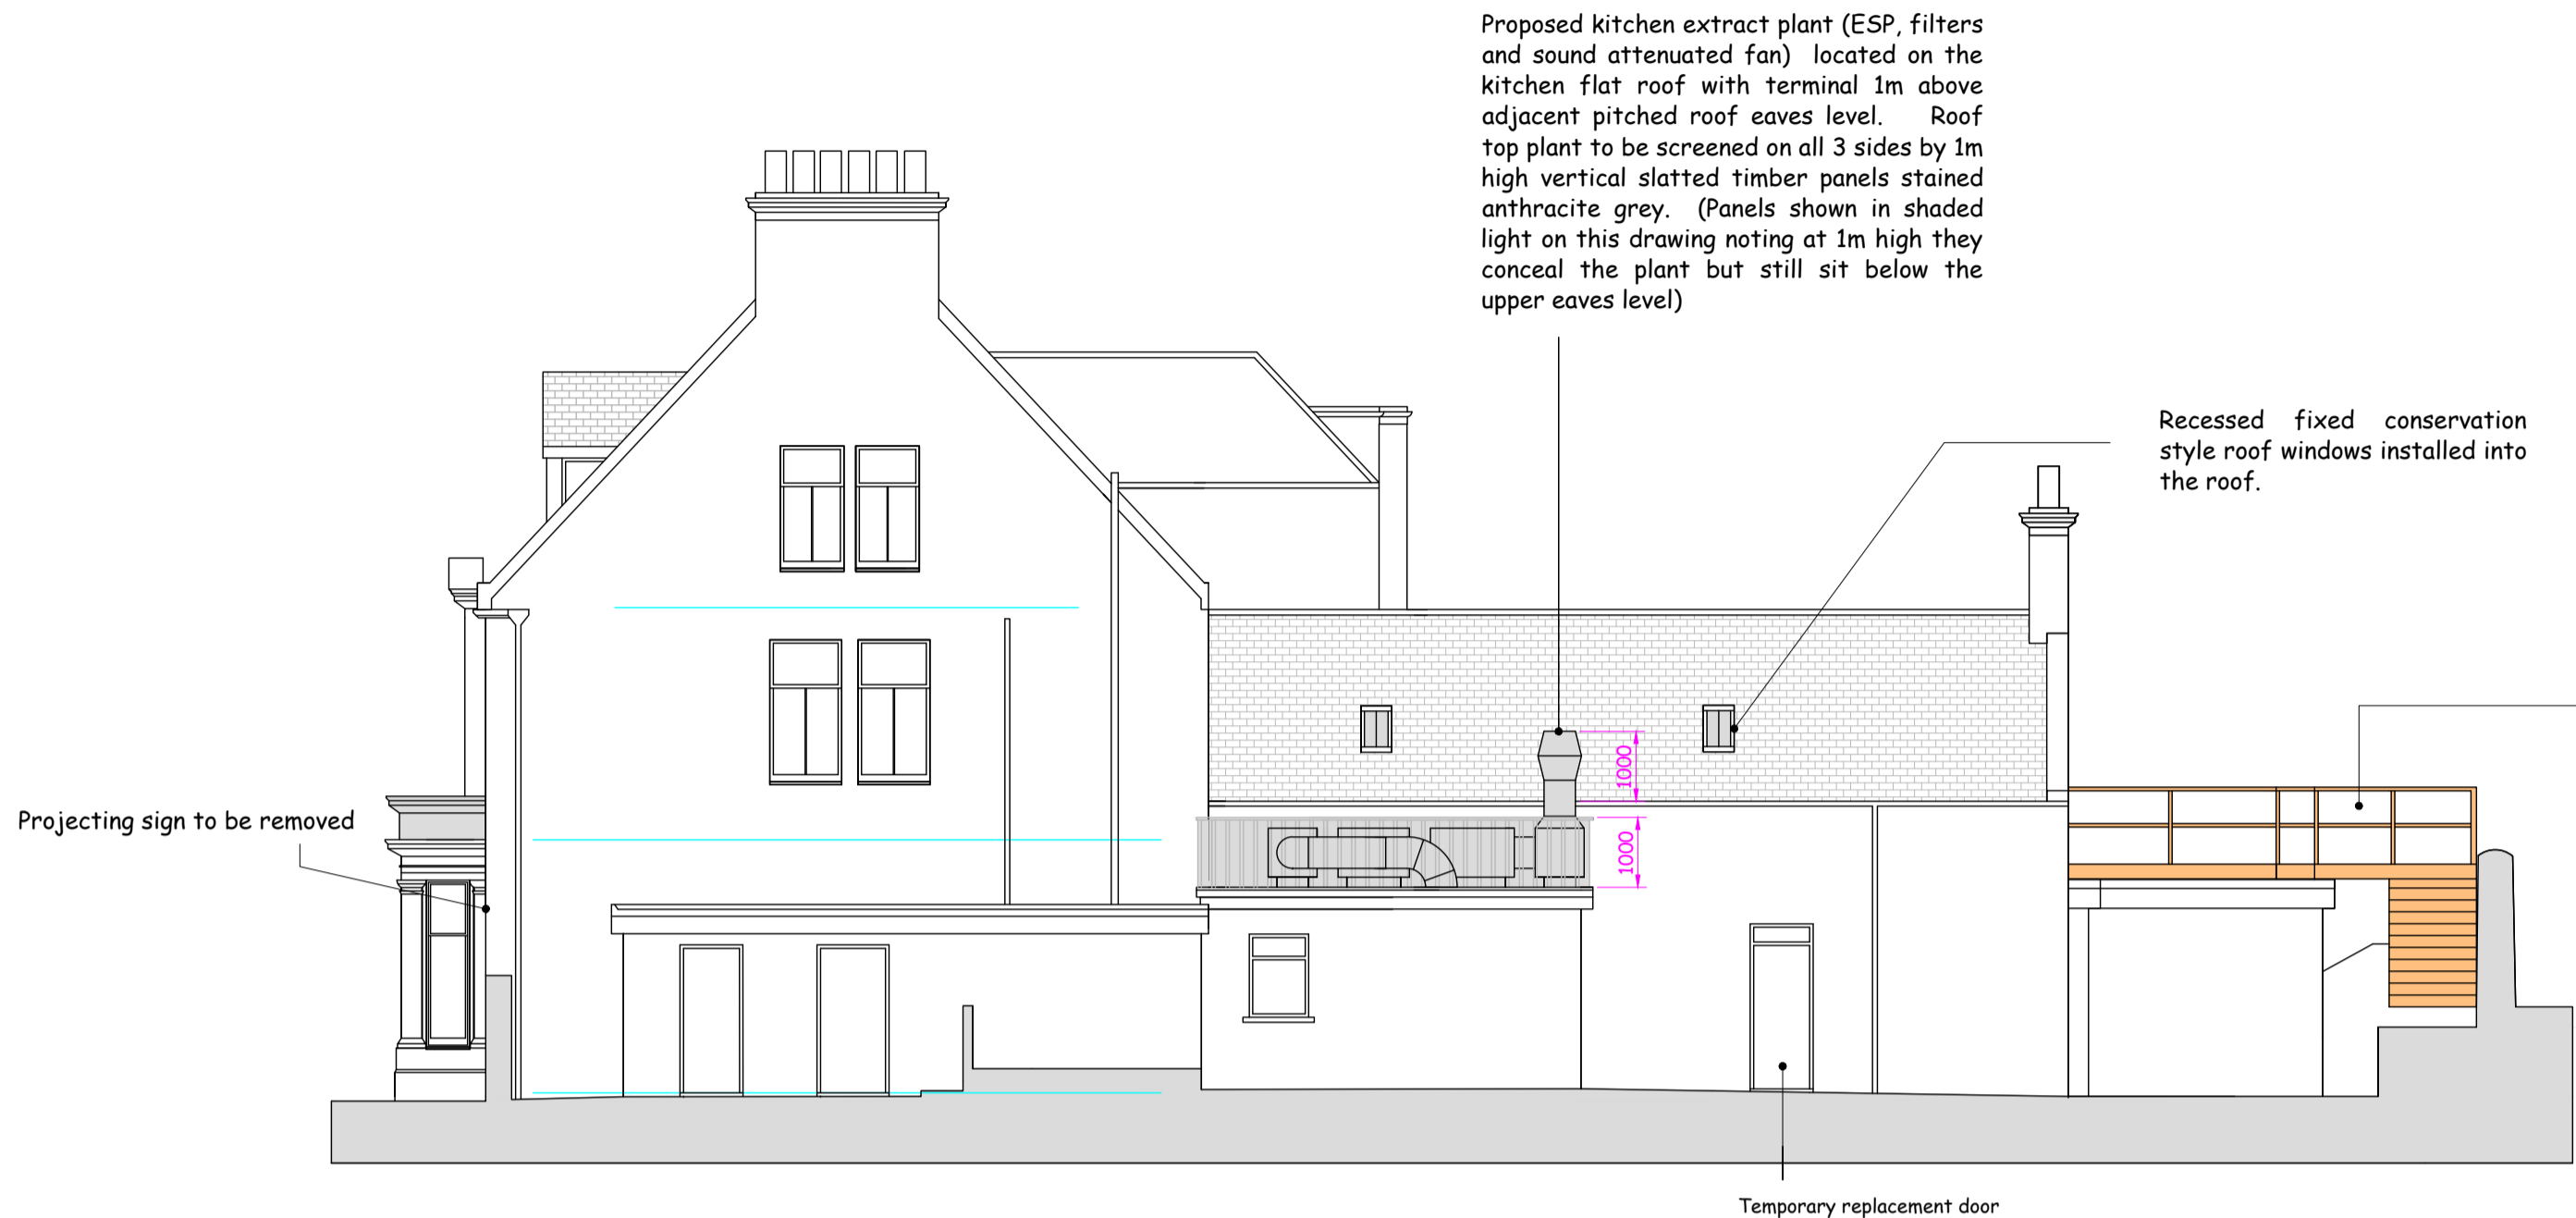 Proposed kitchen extract plant (ESP, filters
and sound attenuated fan) located on the
kitchen flat roof with terminal 1m above
adjacent pitched roof eaves level. Roof
top plant to be screened on all 3 sides by 1m
high vertical slatted timber panels stained
anthracite grey. (Panels shown in shaded
light on this drawing noting at 1m high they
conceal the plant but still sit below the
upper eaves level)
Recessed fixed conservation
style roof windows installed into
the roof.
1000
Projecting sign to be removed
1000
Temporary replacement door